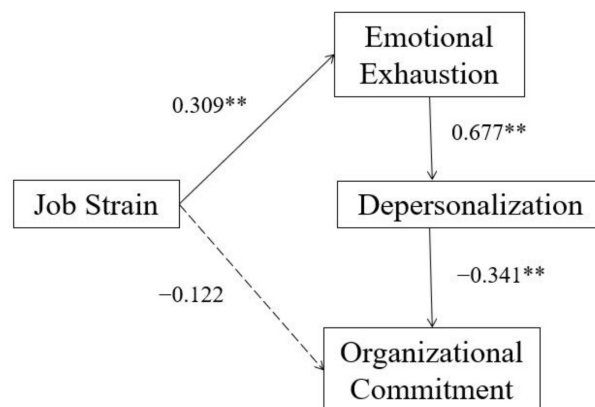 Emotional
Exhaustion
0.309**
0.677**
Job Strain
Depersonalization
−0.122
−0.341**
Organizational
Commitment